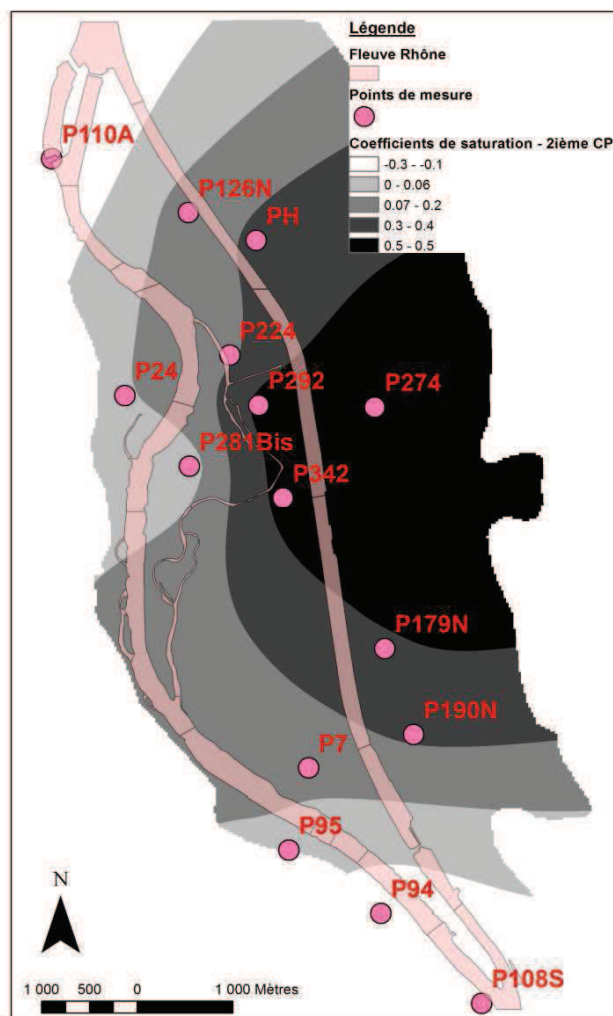 Légende
Fleuve Rhône
Points de mesure
Coefficients de saturation - 2ième CP
-0.3 - -0.1
0 - 0.06
0.07 - 0.2
0.3 - 0.4
0.5 - 0.5
P110A
P126N
PH
P224
P24
P292
P274
P281Bis
P342
P179N
P190N
P7
P95
P94
P108S
N
1 000 500 0 1 000 Mètres